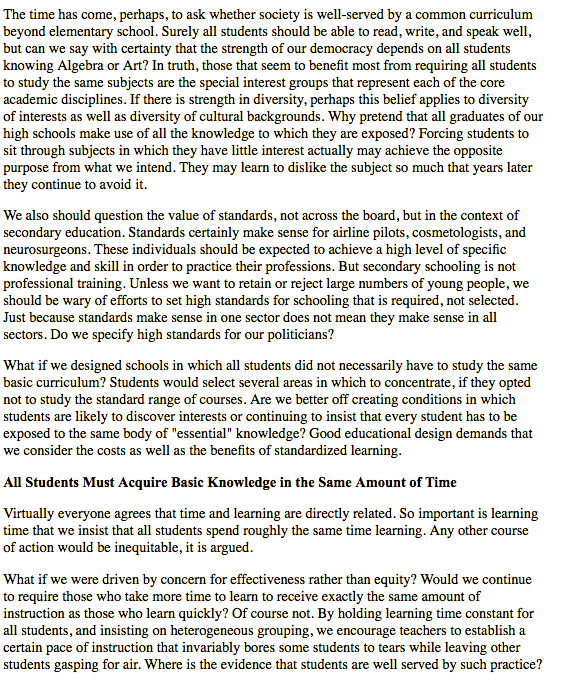 The time has come, perhaps, to ask whether society is well-served by a common curriculum
beyond elementary school. Surely all students should be able to read, write, and speak well,
but can we say with certainty that the strength of our democracy depends on all students
knowing Algebra or Art? In truth, those that seem to benefit most from requiring all students
to study the same subjects are the special interest groups that represent each of the core
academic disciplines. If there is strength in diversity, perhaps this belief applies to diversity
of interests as well as diversity of cultural backgrounds. Why pretend that all graduates of our
high schools make use of all the knowledge to which they are exposed? Forcing students to
sit through subjects in which they have little interest actually may achieve the opposite
purpose from what we intend. They may learn to dislike the subject so much that years later
they continue to avoid it.
We also should question the value of standards, not across the board, but in the context of
secondary education. Standards certainly make sense for airline pilots, cosmetologists, and
neurosurgeons. These individuals should be expected to achieve a high level of specific
knowledge and skill in order to practice their professions. But secondary schooling is not
professional training. Unless we want to retain or reject large numbers of young people, we
should be wary of efforts to set high standards for schooling that is required, not selected.
Just because standards make sense in one sector does not mean they make sense in all
sectors. Do we specify high standards for our politicians?
What if we designed schools in which all students did not necessarily have to study the same
basic curriculum? Students would select several areas in which to concentrate, if they opted
not to study the standard range of courses. Are we better off creating conditions in which
students are likely to discover interests or continuing to insist that every student has to be
exposed to the same body of "essential" knowledge? Good educational design demands that
we consider the costs as well as the benefits of standardized learning.
All Students Must Acquire Basic Knowledge in the Same Amount of Time
Virtually everyone agrees that time and learning are directly related. So important is learning
time that we insist that all students spend roughly the same time learning. Any other course
of action would be inequitable, it is argued.
What if we were driven by concern for effectiveness rather than equity? Would we continue
to require those who take more time to learn to receive exactly the same amount of
instruction as those who learn quickly? Of course not. By holding learning time constant for
all students, and insisting on heterogeneous grouping, we encourage teachers to establish a
certain pace of instruction that invariably bores some students to tears while leaving other
students gasping for air. Where is the evidence that students are well served by such practice?